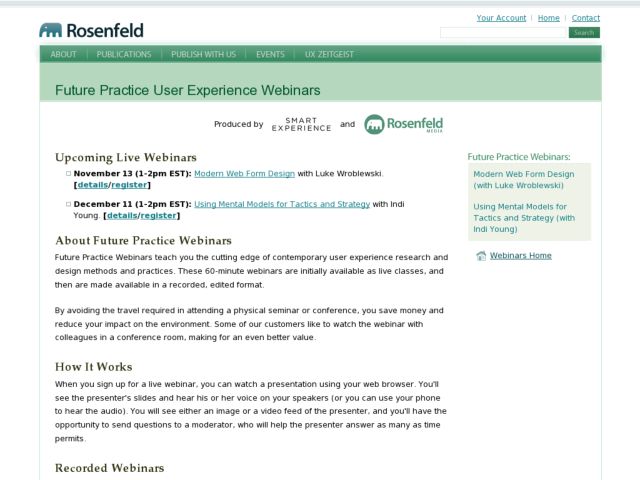 Your Account | Home | Contact
Rosenfeld
Search
ABOUT | PUBLICATIONS | PUBLISH WITH US | EVENTS | UX ZEITGEIST
Future Practice User Experience Webinars
Produced by SMART EXPERIENCE and Rosenfeld MEDIA
Upcoming Live Webinars
November 13 (1-2pm EST): Modern Web Form Design with Luke Wroblewski.
[details/register]
December 11 (1-2pm EST): Using Mental Models for Tactics and Strategy with Indi
Young. [details/register]
About Future Practice Webinars
Future Practice Webinars teach you the cutting edge of contemporary user experience research and
design methods and practices. These 60-minute webinars are initially available as live classes, and
then are made available in a recorded, edited format.
By avoiding the travel required in attending a physical seminar or conference, you save money and
reduce your impact on the environment. Some of our customers like to watch the webinar with
colleagues in a conference room, making for an even better value.
How It Works
When you sign up for a live webinar, you can watch a presentation using your web browser. You'll
see the presenter's slides and hear his or her voice on your speakers (or you can use your phone
to hear the audio). You will see either an image or a video feed of the presenter, and you'll have the
opportunity to send questions to a moderator, who will help the presenter answer as many as time
permits.
Recorded Webinars
Future Practice Webinars:
Modern Web Form Design
(with Luke Wroblewski)
Using Mental Models for
Tactics and Strategy (with
Indi Young)
Webinars Home